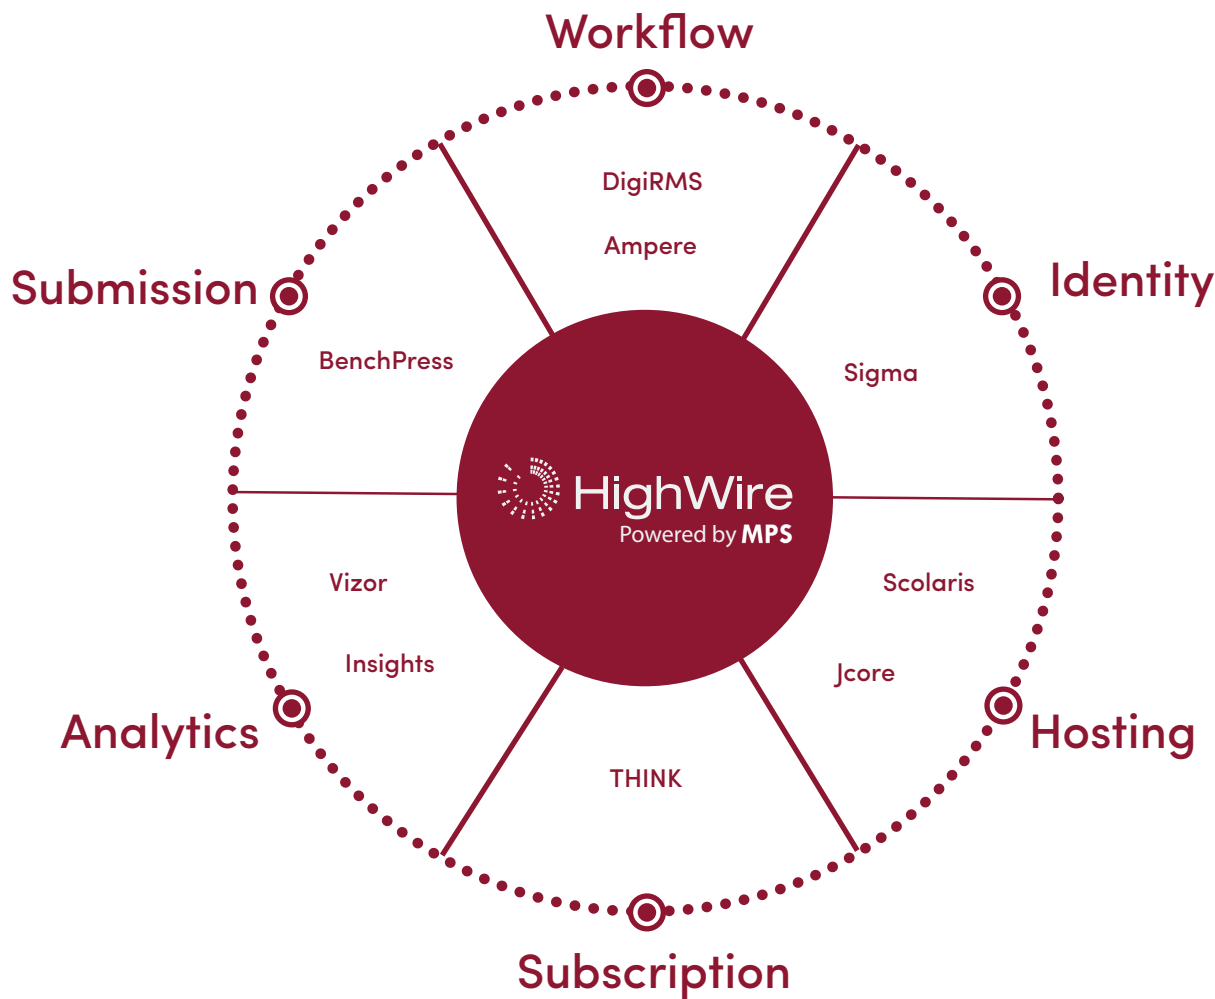 Workflow
DigiRMS
Ampere
Submission
Identity
BenchPress
Sigma
HighWire
Powered by MPS
Vizor
Scolaris
Insights
Jcore
Analytics
Hosting
THINK
Subscription